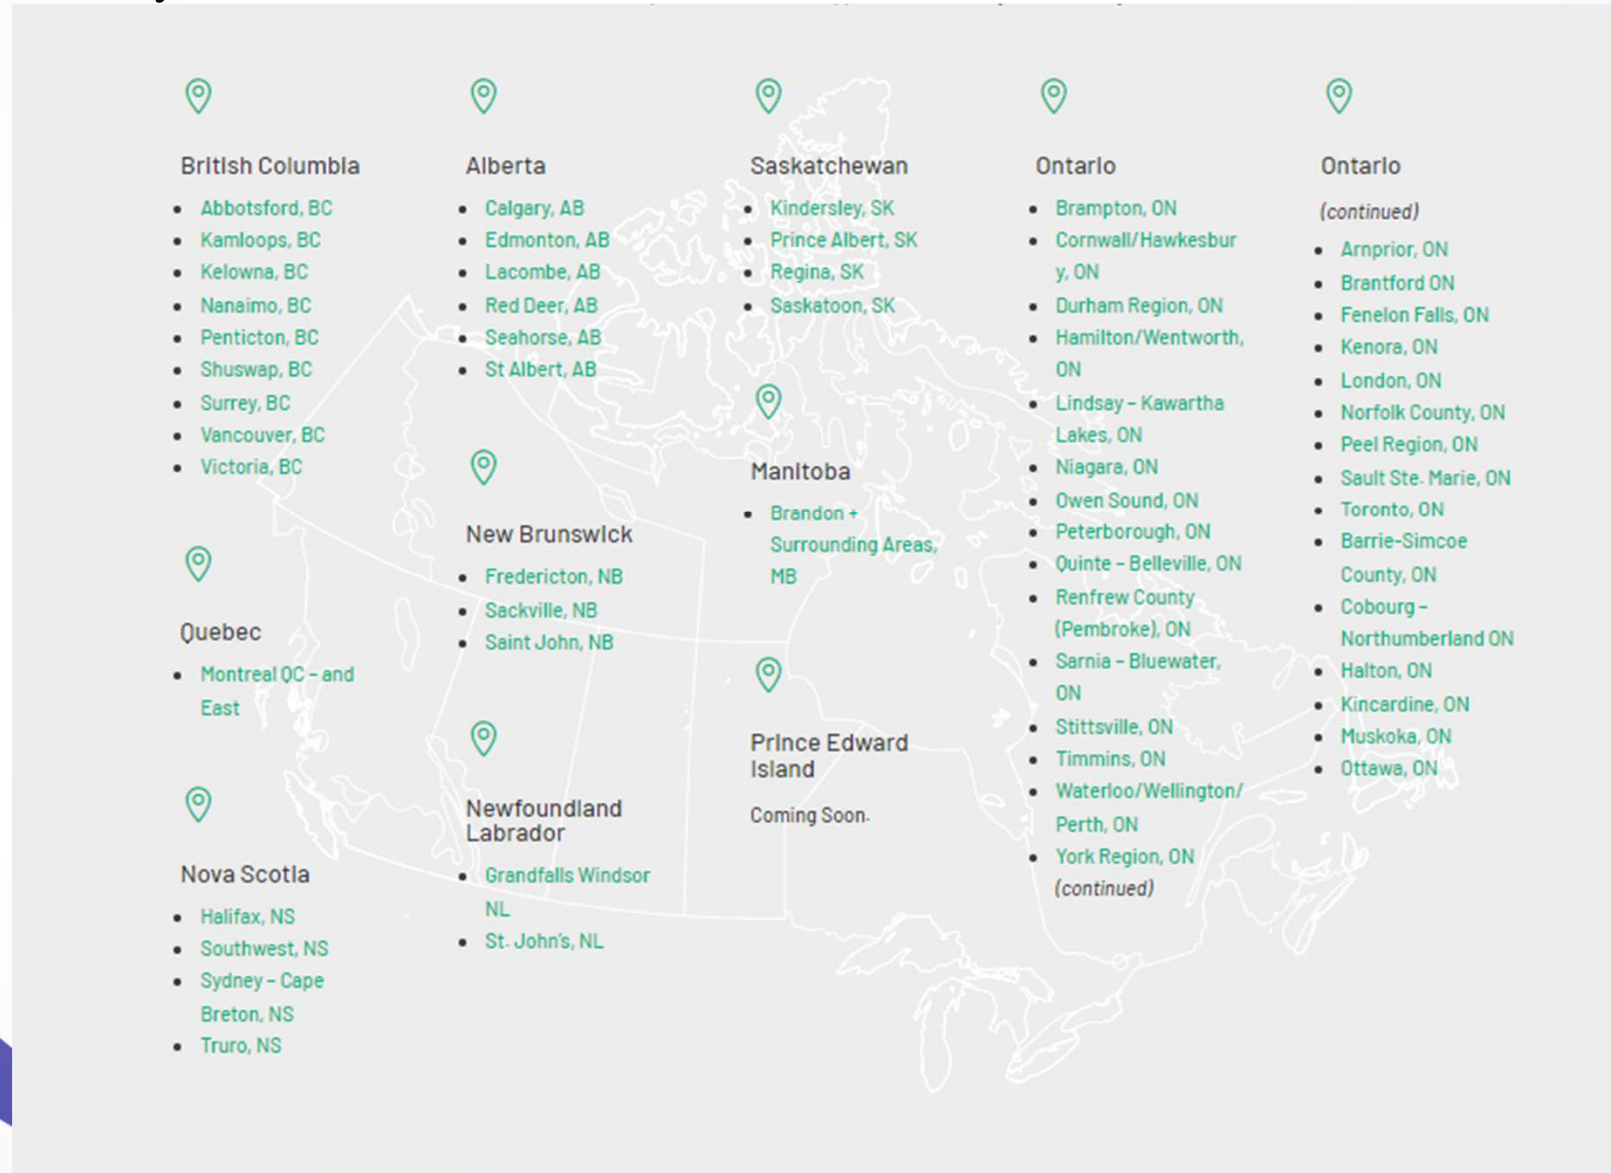 British Columbia
Abbotsford, BC
Kamloops, BC
Kelowna, BC
Nanaimo, BC
Penticton, BC
Shuswap, BC
Surrey, BC
Vancouver, BC
Victoria, BC
Quebec
Montreal QC – and
East
Nova Scotia
Halifax, NS
Southwest, NS
Sydney – Cape
Breton, NS
Truro, NS
Alberta
Calgary, AB
Edmonton, AB
Lacombe, AB
Red Deer, AB
Seahorse, AB
St Albert, AB
New Brunswick
Fredericton, NB
Sackville, NB
Saint John, NB
Newfoundland
Labrador
Grandfalls Windsor
NL
St. John's, NL
Saskatchewan
Kindersley, SK
Prince Albert, SK
Regina, SK
Saskatoon, SK
Manitoba
Brandon +
Surrounding Areas,
MB
Prince Edward
Island
Coming Soon.
Ontario
Brampton, ON
Cornwall/Hawkesbur
y, ON
Durham Region, ON
Hamilton/Wentworth,
ON
Lindsay – Kawartha
Lakes, ON
Niagara, ON
Owen Sound, ON
Peterborough, ON
Quinte – Belleville, ON
Renfrew County
(Pembroke), ON
Sarnia – Bluewater,
ON
Stittsville, ON
Timmins, ON
Waterloo/Wellington/
Perth, ON
York Region, ON
(continued)
Ontario
(continued)
Arnprior, ON
Brantford ON
Fenelon Falls, ON
Kenora, ON
London, ON
Norfolk County, ON
Peel Region, ON
Sault Ste. Marie, ON
Toronto, ON
Barrie-Simcoe
County, ON
Cobourg –
Northumberland ON
Halton, ON
Kincardine, ON
Muskoka, ON
Ottawa, ON